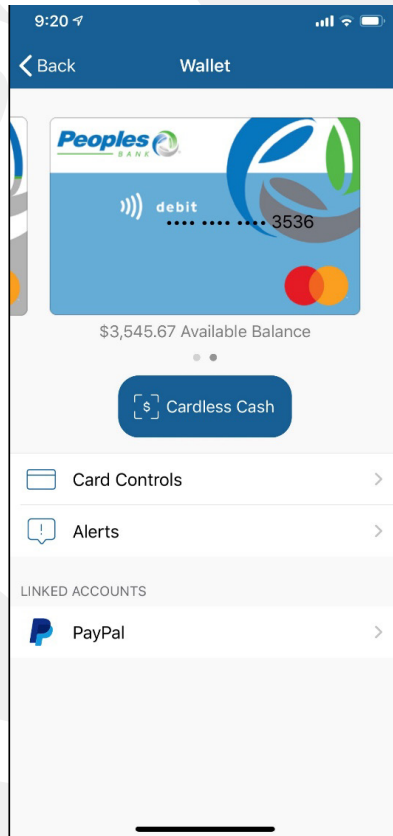 9:20
Back
Wallet
Peoples
BANK
debit
•••• •••• •••• 3536
$3,545.67 Available Balance
$ Cardless Cash
Card Controls
! Alerts
LINKED ACCOUNTS
PayPal